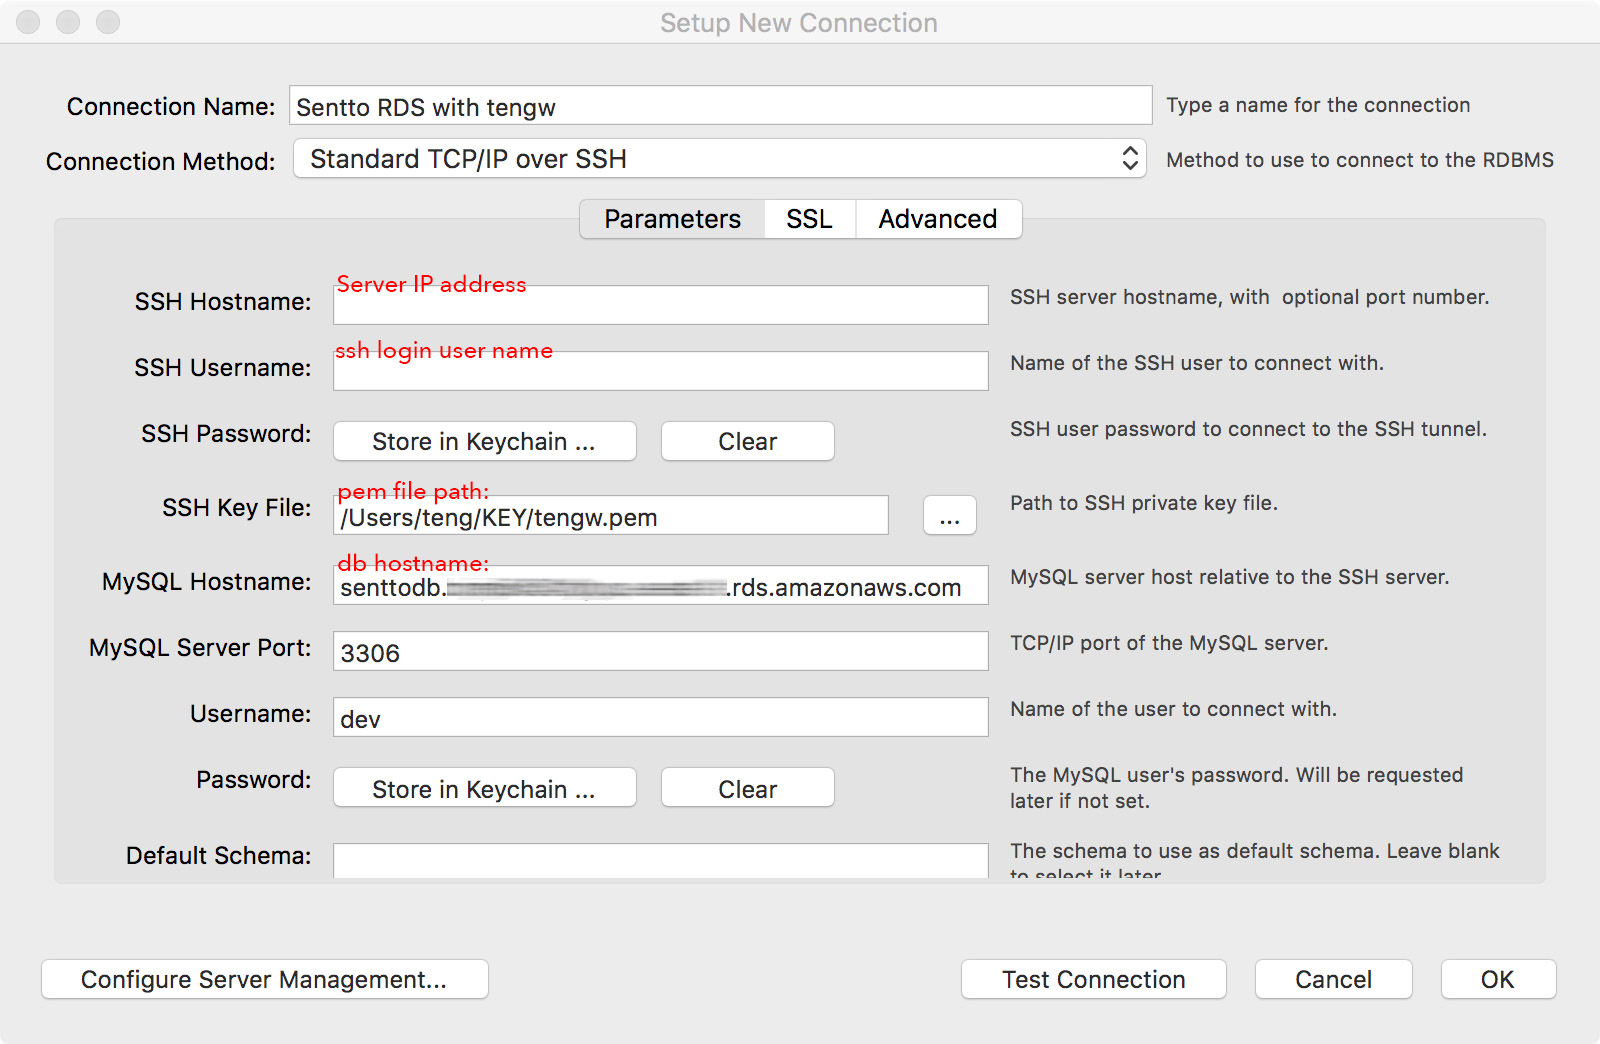 Setup New Connection
Connection Name: Sentto RDS with tengw Type a name for the connection
Connection Method: Standard TCP/IP over SSH Method to use to connect to the RDBMS
Parameters SSL Advanced
Server IP address
SSH Hostname: SSH server hostname, with optional port number.
ssh login user name
SSH Username: Name of the SSH user to connect with.
SSH Password: Store in Keychain ... Clear SSH user password to connect to the SSH tunnel.
pem file path:
SSH Key File: /Users/teng/KEY/tengw.pem ... Path to SSH private key file.
db hostname:
MySQL Hostname: senttodb. .rds.amazonaws.com MySQL server host relative to the SSH server.
MySQL Server Port: 3306 TCP/IP port of the MySQL server.
Username: dev Name of the user to connect with.
Password: Store in Keychain ... Clear The MySQL user's password. Will be requested
later if not set.
Default Schema: The schema to use as default schema. Leave blank
to select it later
Configure Server Management... Test Connection Cancel OK